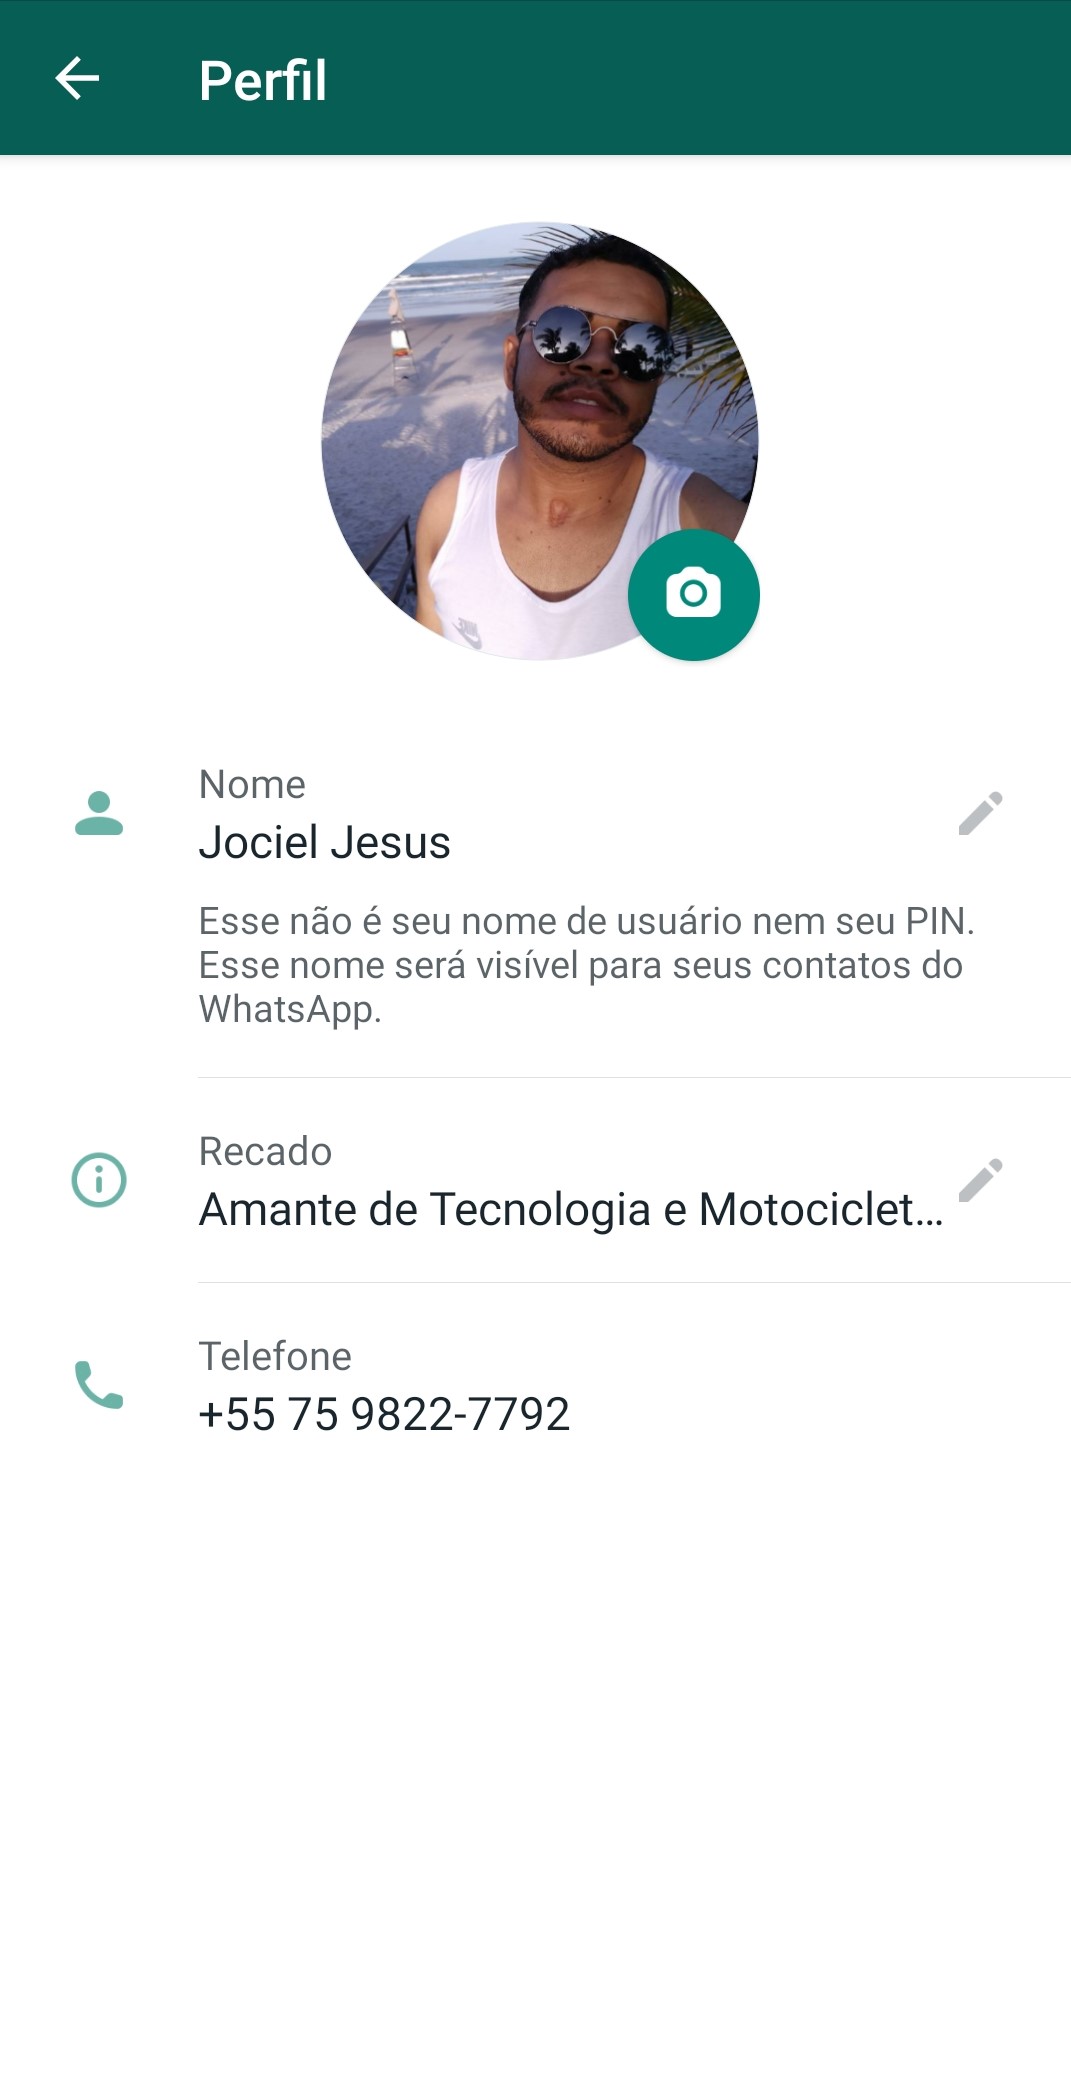 Perfil
Nome
Jociel Jesus
Esse não é seu nome de usuário nem seu PIN.
Esse nome será visível para seus contatos do
WhatsApp.
Recado
Amante de Tecnologia e Motociclet...
Telefone
+55 75 9822-7792